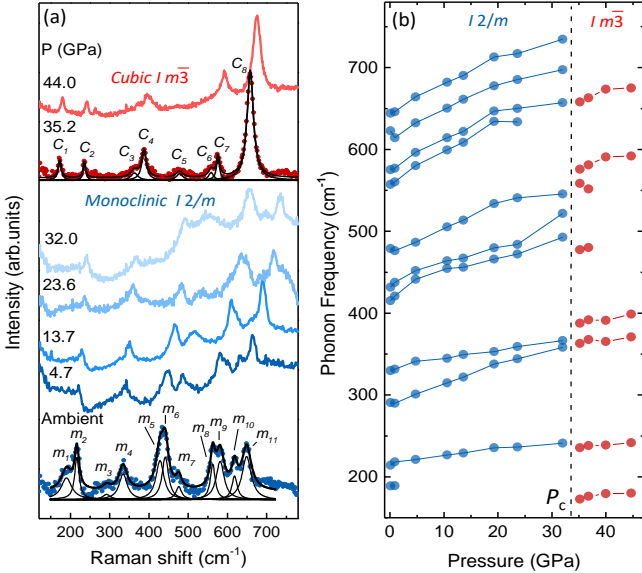 (a)
P (GPa)
Cubic I m3̅
44.0
35.2
C1 C2 C3 C4 C5 C6 C7 C8
Monoclinic I 2/m
32.0
23.6
13.7
4.7
Ambient
m1 m2 m3 m4 m5 m6 m7 m8 m9 m10 m11
Intensity (arb.units)
100 200 300 400 500 600 700
Raman shift (cm-1)
(b)
I 2/m
I m3̅
800
700
600
500
400
300
200
Phonon Frequency (cm-1)
Pc
0 10 20 30 40
Pressure (GPa)